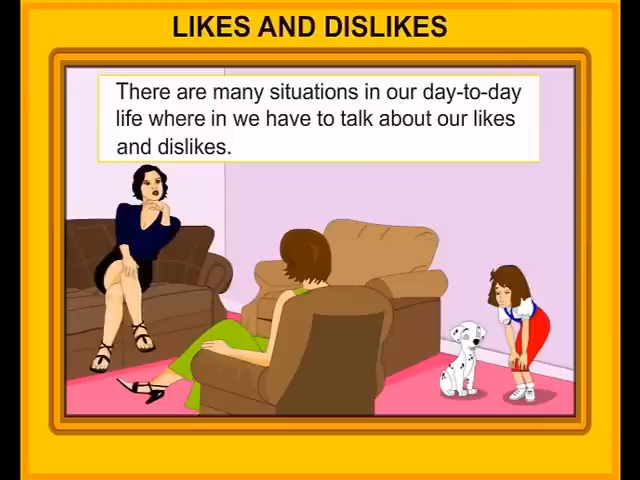 LIKES AND DISLIKES
There are many situations in our day-to-day
life where in we have to talk about our likes
and dislikes.